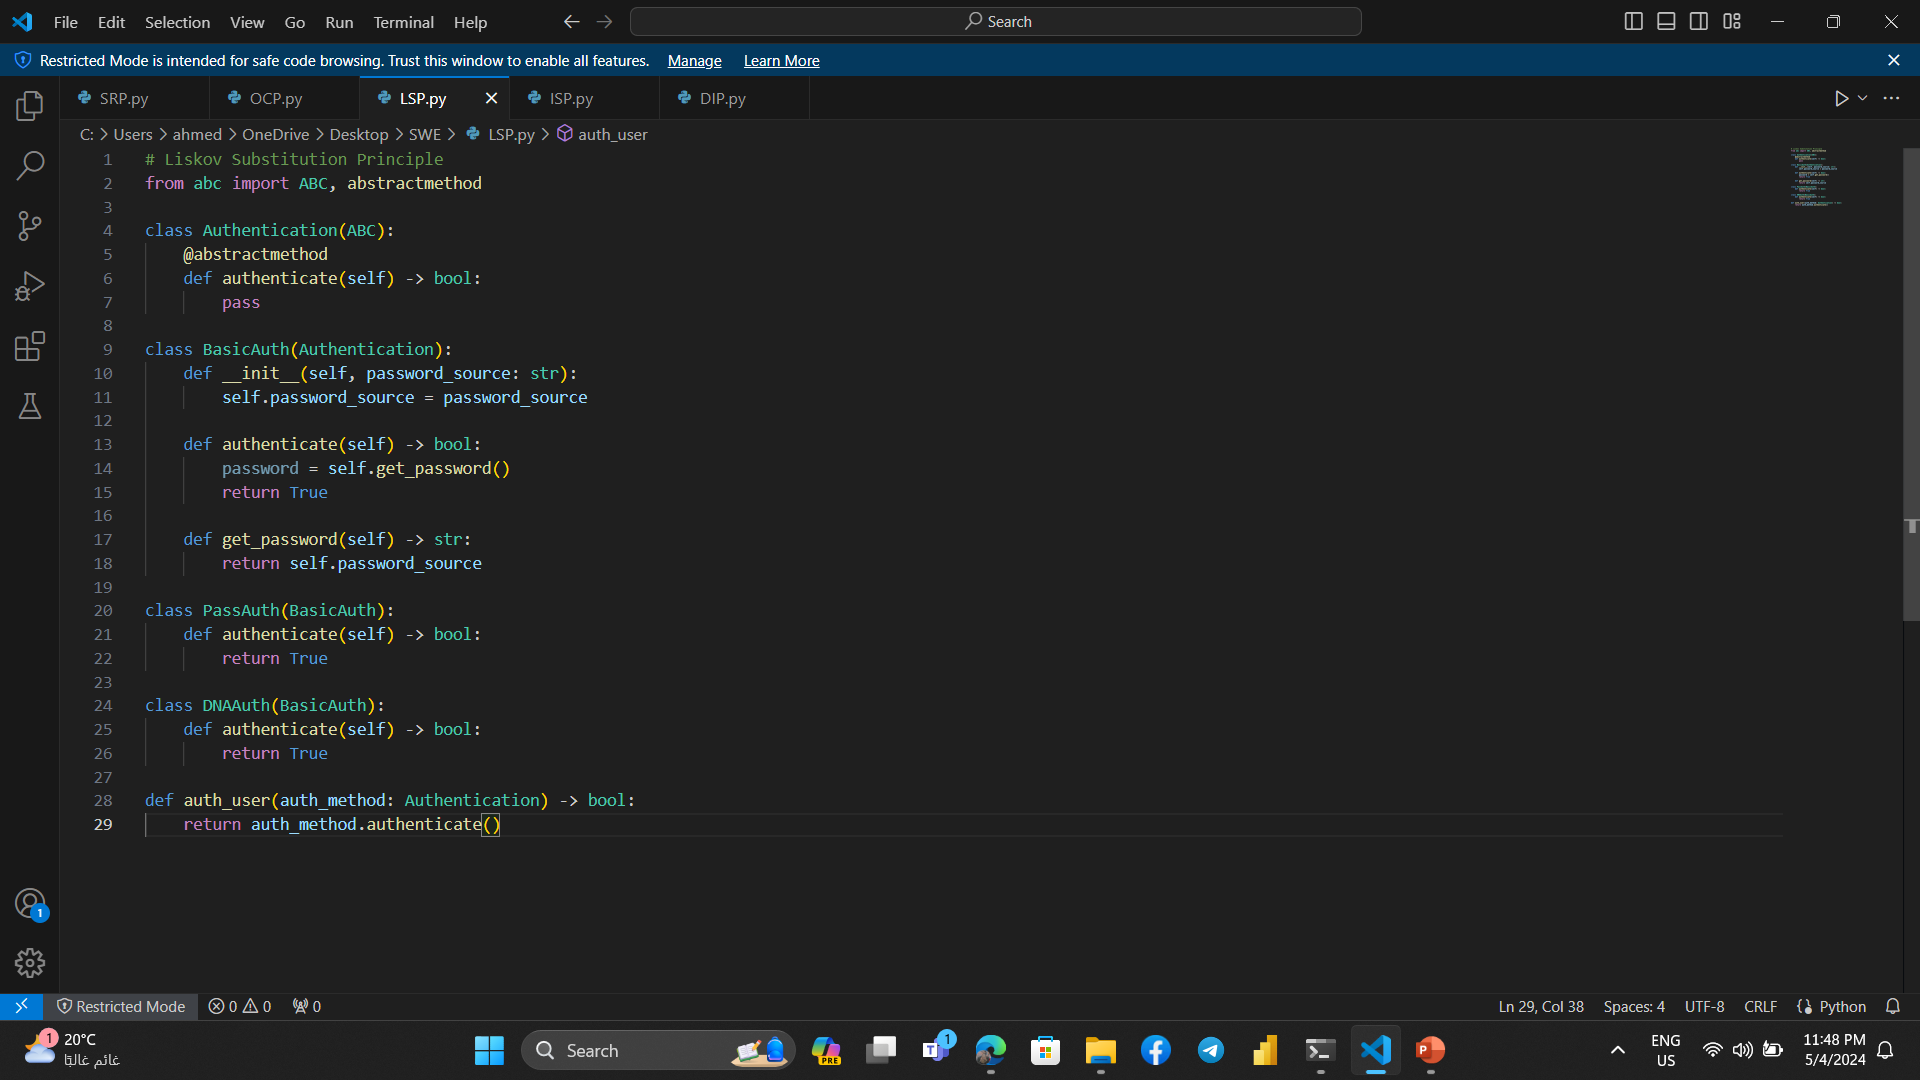 File Edit Selection View Go Run Terminal Help
Search
Restricted Mode is intended for safe code browsing. Trust this window to enable all features. Manage Learn More
SRP.py OCP.py LSP.py ISP.py DIP.py
C: > Users > ahmed > OneDrive > Desktop > SWE > LSP.py > auth_user
1 # Liskov Substitution Principle
2 from abc import ABC, abstractmethod
3
4 class Authentication(ABC):
5 @abstractmethod
6 def authenticate(self) -> bool:
7 pass
8
9 class BasicAuth(Authentication):
10 def __init__(self, password_source: str):
11 self.password_source = password_source
12
13 def authenticate(self) -> bool:
14 password = self.get_password()
15 return True
16
17 def get_password(self) -> str:
18 return self.password_source
19
20 class PassAuth(BasicAuth):
21 def authenticate(self) -> bool:
22 return True
23
24 class DNAAuth(BasicAuth):
25 def authenticate(self) -> bool:
26 return True
27
28 def auth_user(auth_method: Authentication) -> bool:
29 return auth_method.authenticate()
1
Restricted Mode 0 0 0 Ln 29, Col 38 Spaces: 4 UTF-8 CRLF Python
1 20°C
غائم غالبًا
Search
PRE
1
ENG
US
11:48 PM
5/4/2024